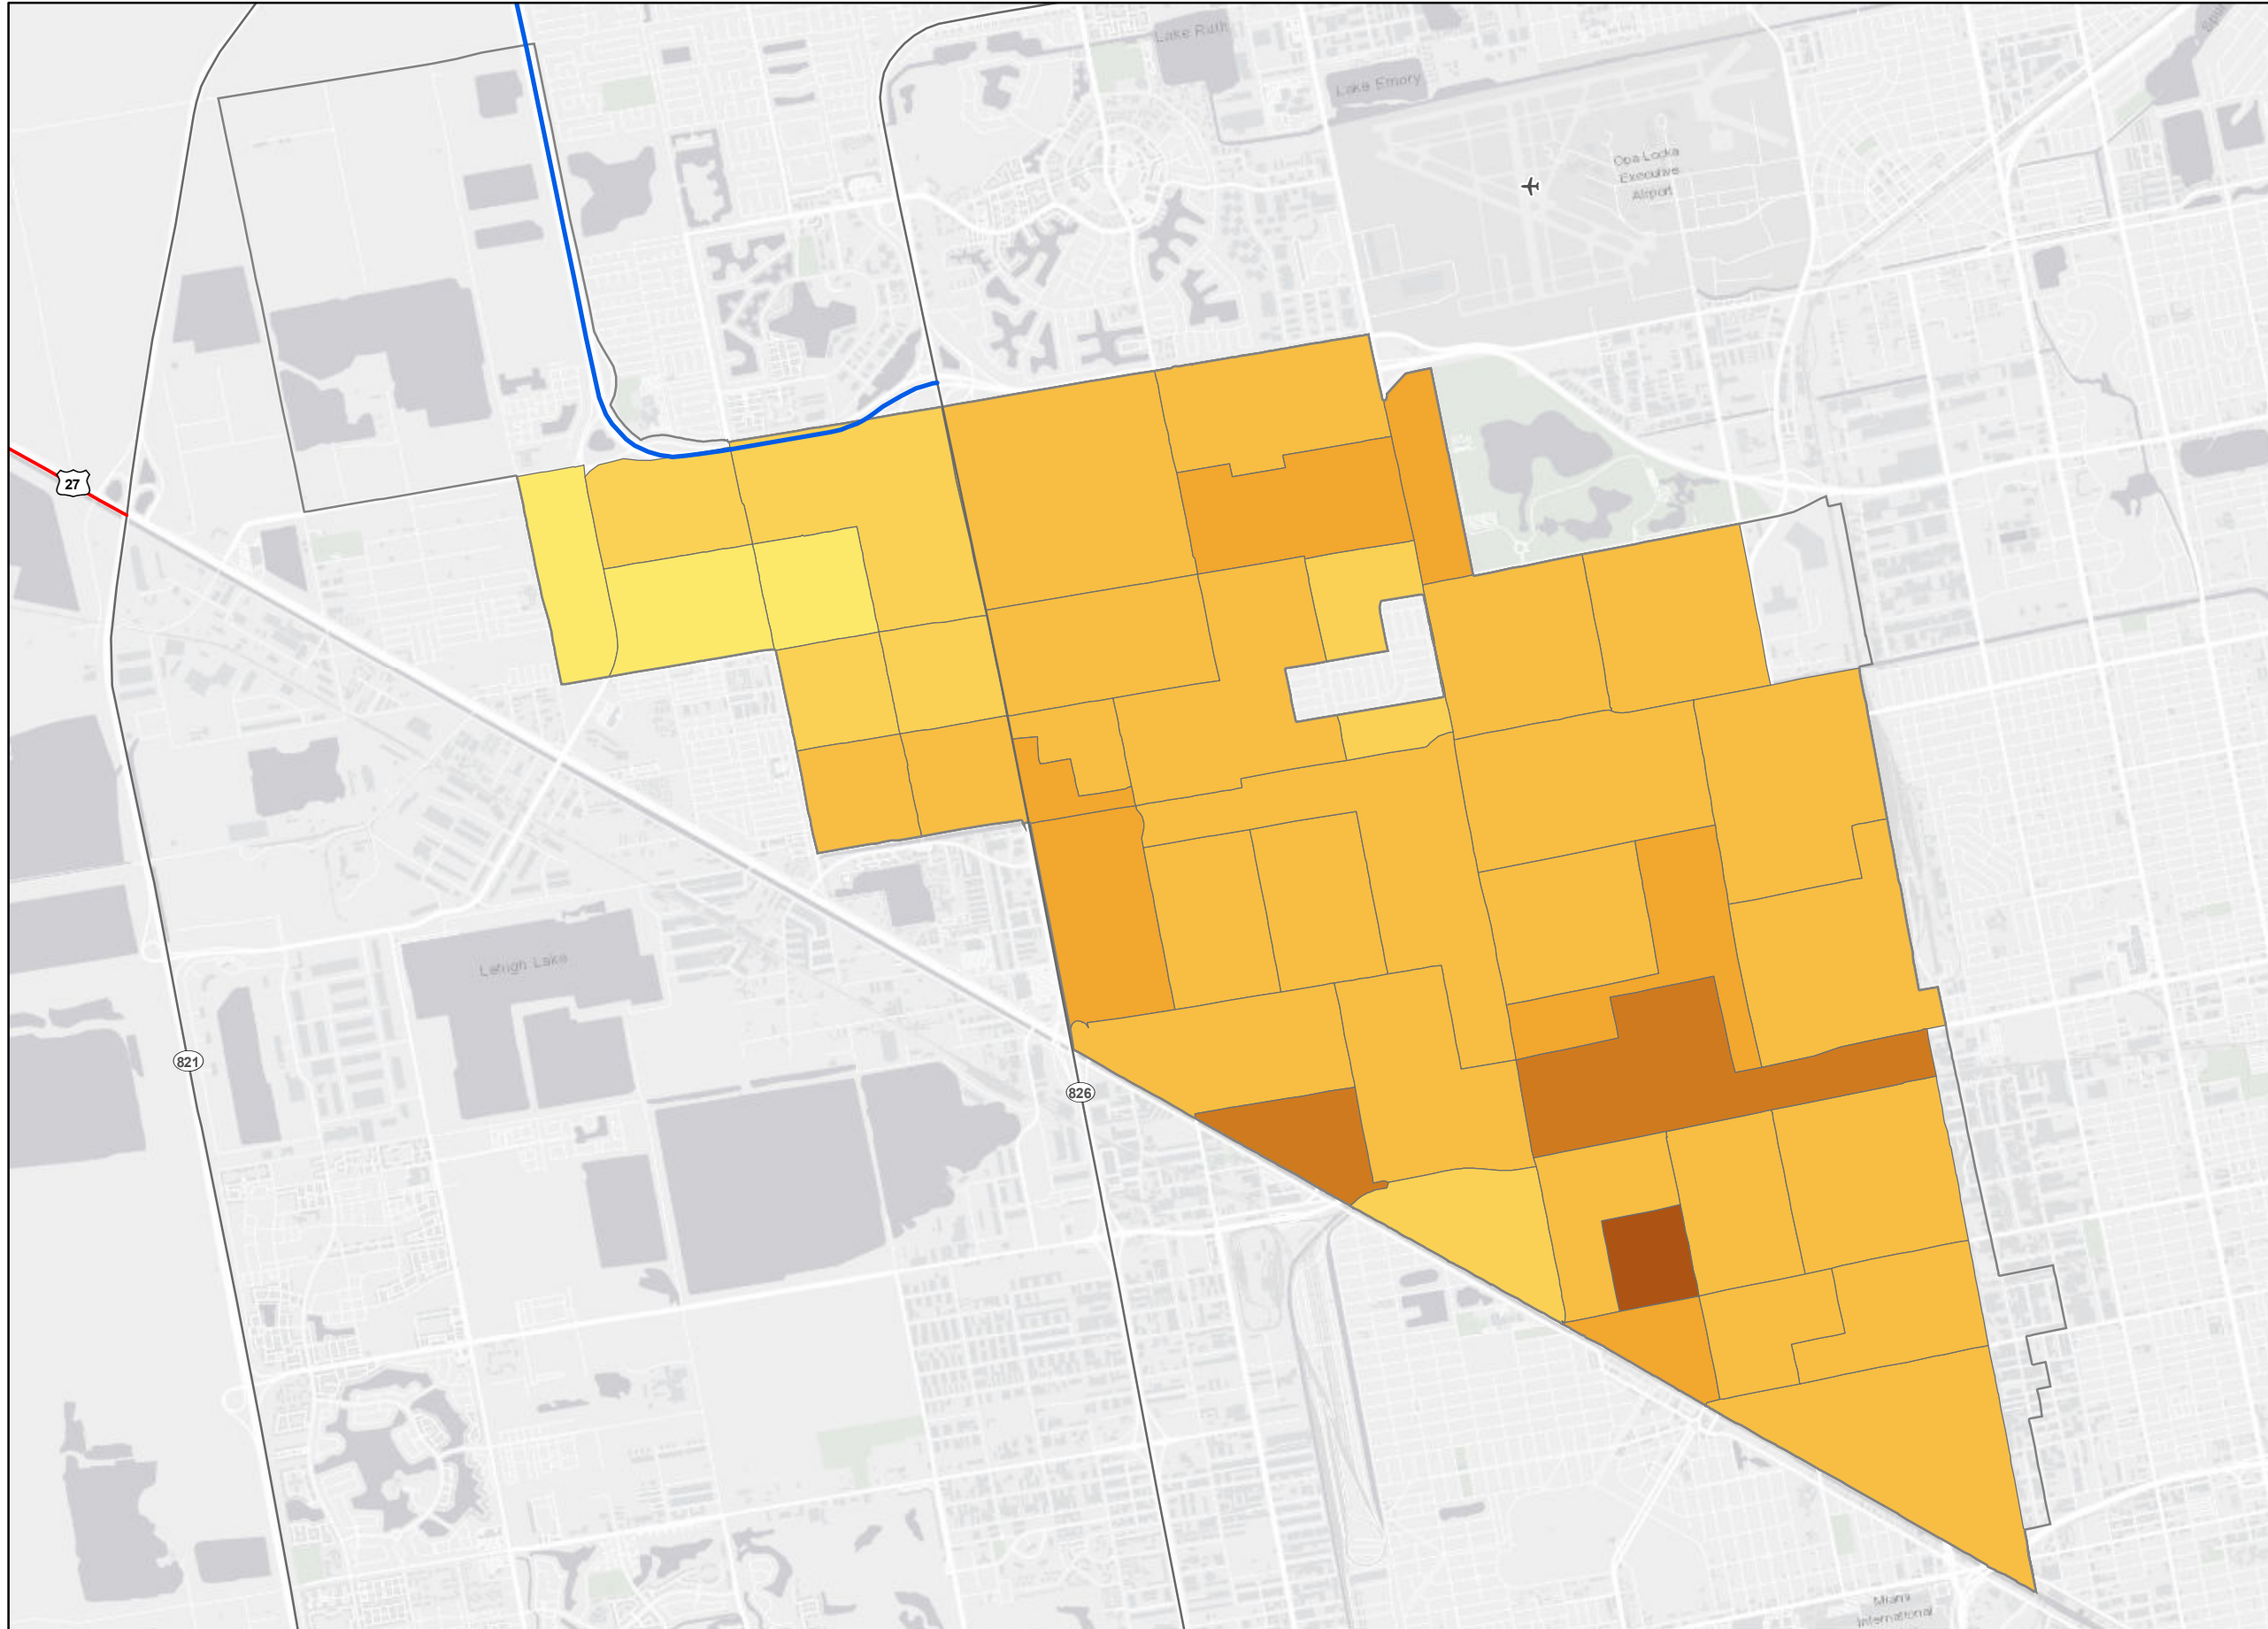 Lake Ruth
Lake Emory
Opa Locka
Executive
Airport
27
Lehigh Lake
821
826
Miami
International